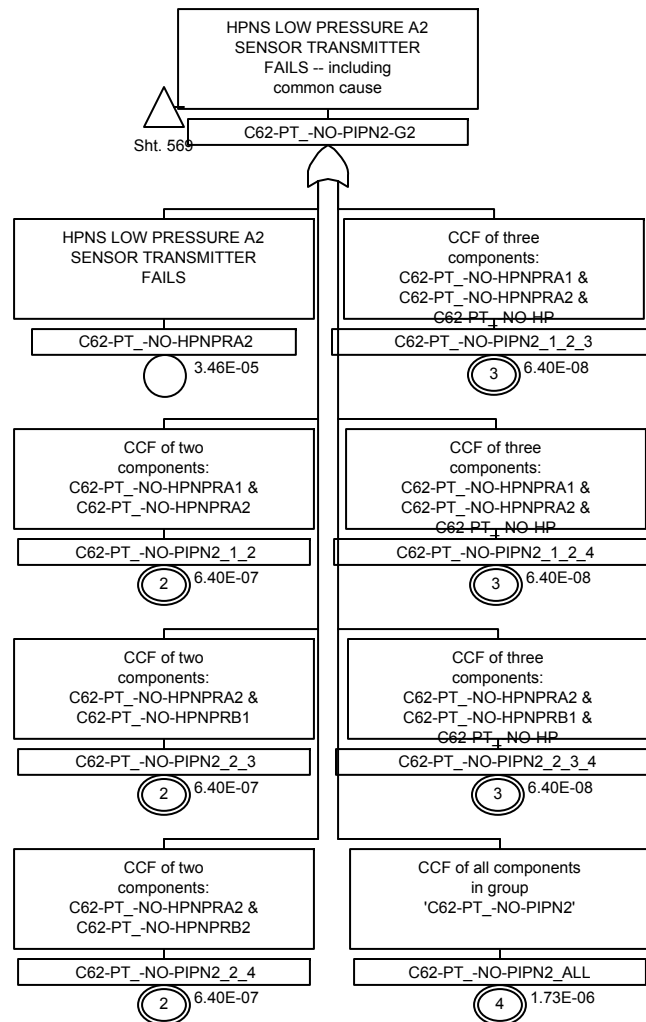 HPNS LOW PRESSURE A2
SENSOR TRANSMITTER
FAILS -- including
common cause
C62-PT_-NO-PIPN2-G2
Sht. 569
HPNS LOW PRESSURE A2
SENSOR TRANSMITTER
FAILS
C62-PT_-NO-HPNPRA2
3.46E-05
CCF of two
components:
C62-PT_-NO-HPNPRA1 &
C62-PT_-NO-HPNPRA2
C62-PT_-NO-PIPN2_1_2
2
6.40E-07
CCF of two
components:
C62-PT_-NO-HPNPRA2 &
C62-PT_-NO-HPNPRB1
C62-PT_-NO-PIPN2_2_3
2
6.40E-07
CCF of two
components:
C62-PT_-NO-HPNPRA2 &
C62-PT_-NO-HPNPRB2
C62-PT_-NO-PIPN2_2_4
2
6.40E-07
CCF of three
components:
C62-PT_-NO-HPNPRA1 &
C62-PT_-NO-HPNPRA2 &
C62-PT_-NO-HP
C62-PT_-NO-PIPN2_1_2_3
3
6.40E-08
CCF of three
components:
C62-PT_-NO-HPNPRA1 &
C62-PT_-NO-HPNPRA2 &
C62-PT_-NO-HP
C62-PT_-NO-PIPN2_1_2_4
3
6.40E-08
CCF of three
components:
C62-PT_-NO-HPNPRA2 &
C62-PT_-NO-HPNPRB1 &
C62-PT_-NO-HP
C62-PT_-NO-PIPN2_2_3_4
3
6.40E-08
CCF of all components
in group
'C62-PT_-NO-PIPN2'
C62-PT_-NO-PIPN2_ALL
4
1.73E-06